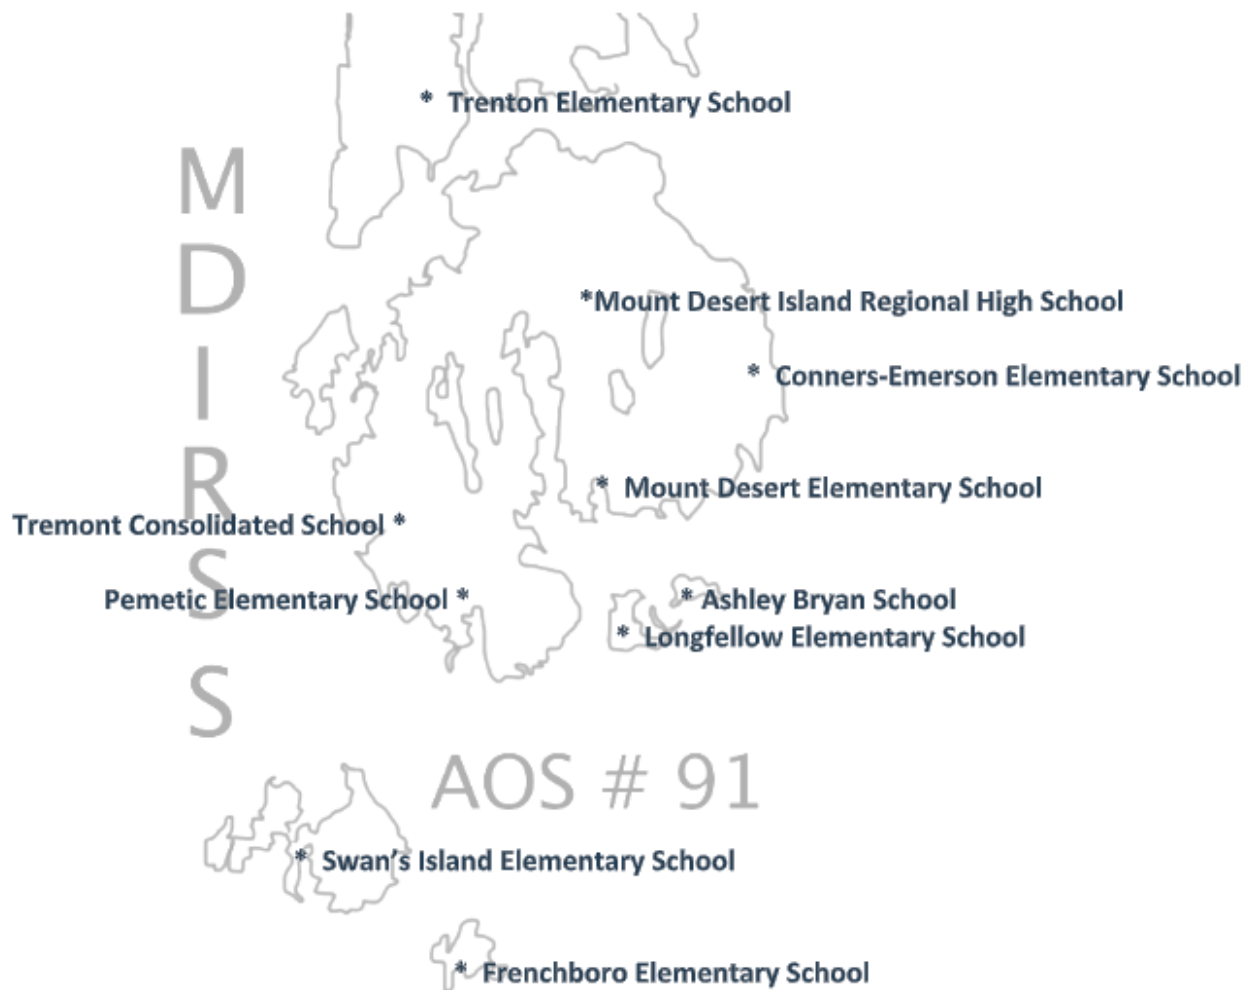 * Trenton Elementary School
M
D
I
R
S
S
*Mount Desert Island Regional High School
* Conners-Emerson Elementary School
* Mount Desert Elementary School
Tremont Consolidated School *
Pemetic Elementary School *
* Ashley Bryan School
* Longfellow Elementary School
AOS # 91
* Swan's Island Elementary School
* Frenchboro Elementary School